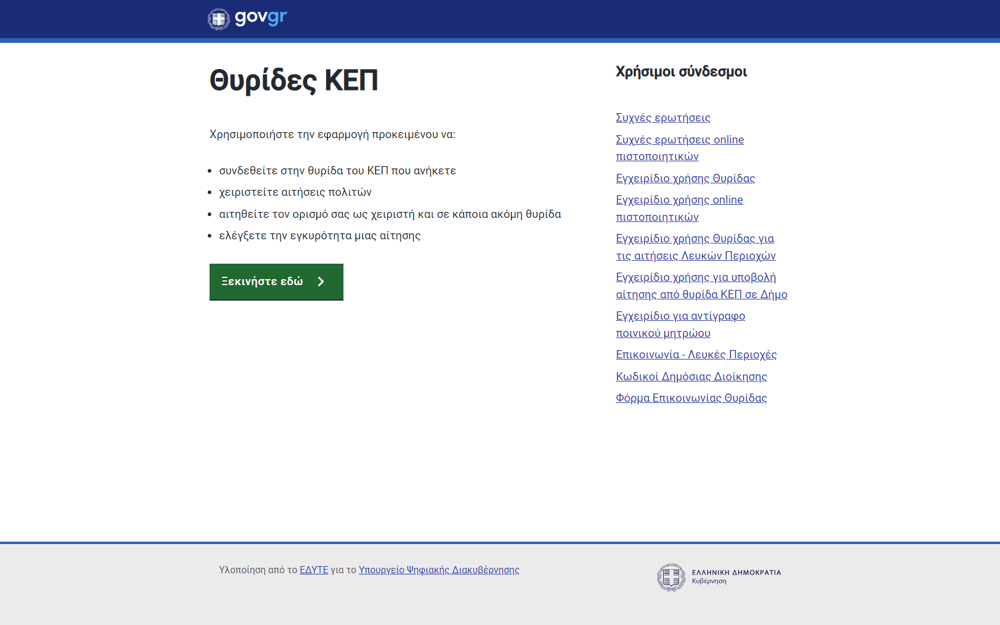 govgr
Θυρίδες ΚΕΠ
Χρησιμοποιήστε την εφαρμογή προκειμένου να:
συνδεθείτε στην θυρίδα του ΚΕΠ που ανήκετε
χειριστείτε αιτήσεις πολιτών
αιτηθείτε τον ορισμό σας ως χειριστή και σε κάποια ακόμη θυρίδα
ελέγξετε την εγκυρότητα μιας αίτησης
Ξεκινήστε εδώ
Χρήσιμοι σύνδεσμοι
Συχνές ερωτήσεις
Συχνές ερωτήσεις online
πιστοποιητικών
Εγχειρίδιο χρήσης Θυρίδας
Εγχειρίδιο χρήσης online
πιστοποιητικών
Εγχειρίδιο χρήσης Θυρίδας για
τις αιτήσεις Λευκών Περιοχών
Εγχειρίδιο χρήσης για υποβολή
αίτησης από θυρίδα ΚΕΠ σε Δήμο
Εγχειρίδιο για αντίγραφο
ποινικού μητρώου
Επικοινωνία - Λευκές Περιοχές
Κωδικοί Δημόσιας Διοίκησης
Φόρμα Επικοινωνίας Θυρίδας
Υλοποίηση από το ΕΔΥΤΕ για το Υπουργείο Ψηφιακής Διακυβέρνησης
ΕΛΛΗΝΙΚΗ ΔΗΜΟΚΡΑΤΙΑ
Κυβέρνηση